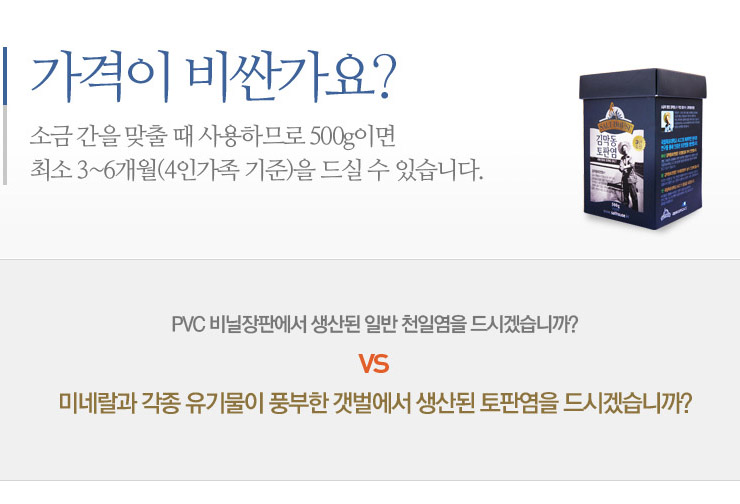 가격이 비싼가요?
소금 간을 맞출 때 사용하므로 500g이면
최소 3~6개월(4인가족 기준)을 드실 수 있습니다.
김막동
토판염
500g
PVC 비닐장판에서 생산된 일반 천일염을 드시겠습니까?
VS
미네랄과 각종 유기물이 풍부한 갯벌에서 생산된 토판염을 드시겠습니까?